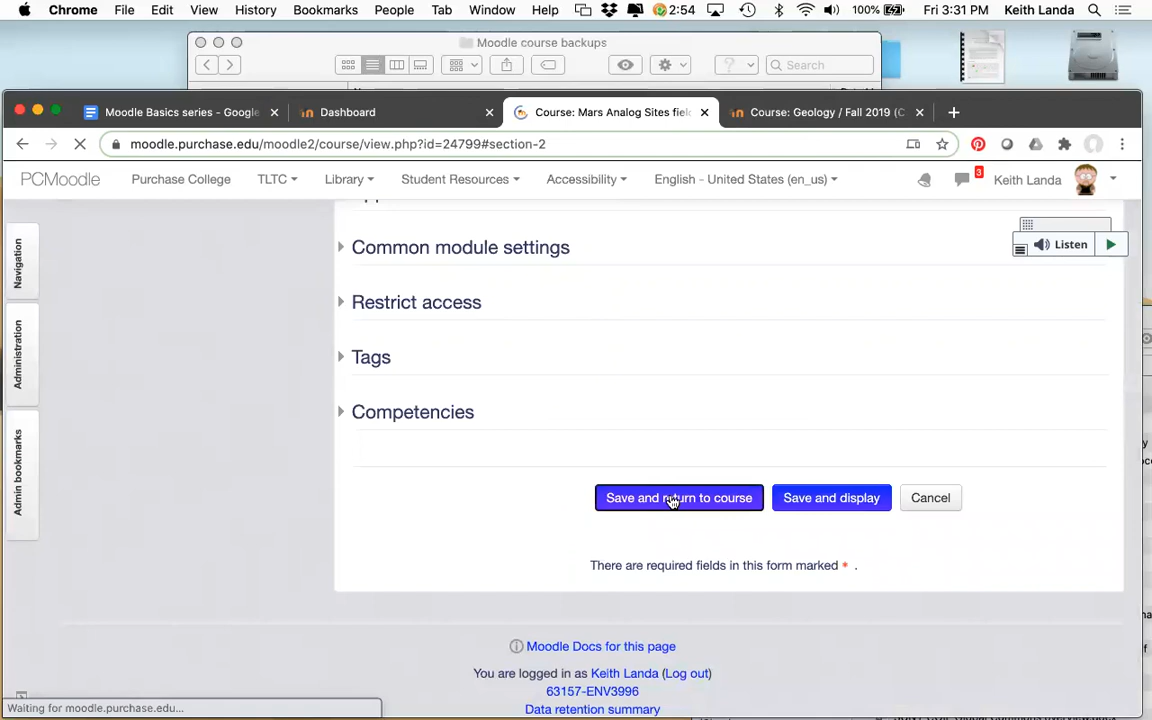 Chrome File Edit View History Bookmarks People Tab Window Help 2:54 100% Fri 3:31 PM Keith Landa
Moodle course backups
Search
Moodle Basics series - Google Dashboard Course: Mars Analog Sites field Course: Geology / Fall 2019 (C
moodle.purchase.edu/moodle2/course/view.php?id=24799#section-2
PCMoodle Purchase College TLTC Library Student Resources Accessibility English - United States (en_us) 3 Keith Landa
Listen
Navigation
Administration
Admin bookmarks
Common module settings
Restrict access
Tags
Competencies
Save and return to course Save and display Cancel
There are required fields in this form marked * .
Moodle Docs for this page
You are logged in as Keith Landa (Log out)
63157-ENV3996
Data retention summary
Waiting for moodle.purchase.edu...